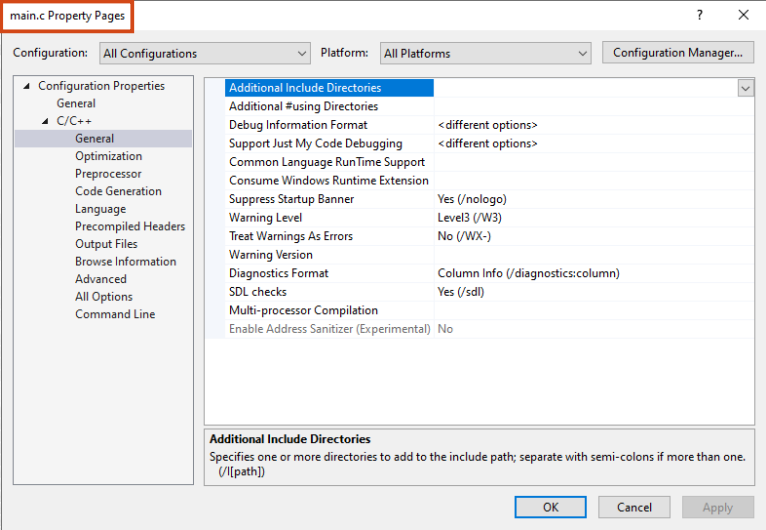 main.c Property Pages
?
Configuration: All Configurations Platform: All Platforms Configuration Manager...
Configuration Properties
General
C/C++
General
Optimization
Preprocessor
Code Generation
Language
Precompiled Headers
Output Files
Browse Information
Advanced
All Options
Command Line
Additional Include Directories
Additional #using Directories
Debug Information Format <different options>
Support Just My Code Debugging <different options>
Common Language RunTime Support
Consume Windows Runtime Extension
Suppress Startup Banner Yes (/nologo)
Warning Level Level3 (/W3)
Treat Warnings As Errors No (/WX-)
Warning Version
Diagnostics Format Column Info (/diagnostics:column)
SDL checks Yes (/sdl)
Multi-processor Compilation
Enable Address Sanitizer (Experimental) No
Additional Include Directories
Specifies one or more directories to add to the include path; separate with semi-colons if more than one.
(/I[path])
OK Cancel Apply